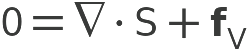 0 = ∇ · S + f_V